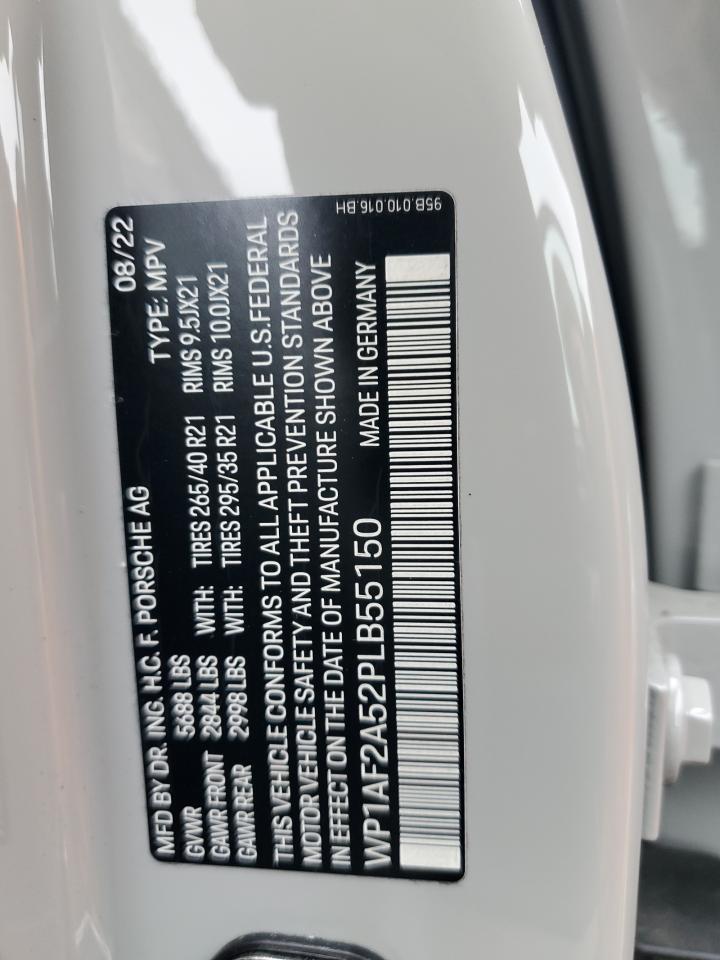 MFD BY DR. ING. H.C. F. PORSCHE AG 08/22
GVWR 5688 LBS TYPE: MPV
GAWR FRONT 2844 LBS WITH: TIRES 265/40 R21 RIMS 9.5JX21
GAWR REAR 2998 LBS WITH: TIRES 295/35 R21 RIMS 10.0JX21
THIS VEHICLE CONFORMS TO ALL APPLICABLE U.S.FEDERAL
MOTOR VEHICLE SAFETY AND THEFT PREVENTION STANDARDS
IN EFFECT ON THE DATE OF MANUFACTURE SHOWN ABOVE
WP1AF2A52PLB55150 MADE IN GERMANY
95B.010.016.BH